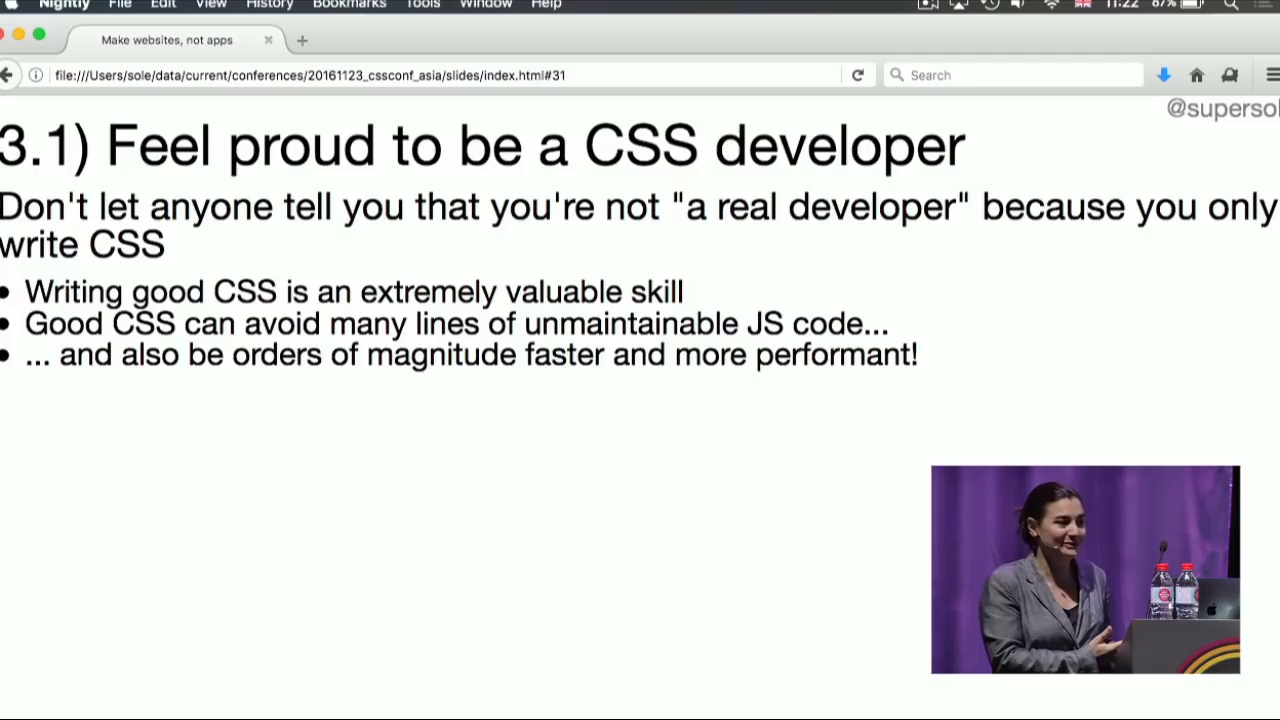 Nightly File Edit View History Bookmarks Tools Window Help 11:22 87%
Make websites, not apps
file:///Users/sole/data/current/conferences/20161123_cssconf_asia/slides/index.html#31
Search
@supersol
3.1) Feel proud to be a CSS developer
Don't let anyone tell you that you're not "a real developer" because you only
write CSS
• Writing good CSS is an extremely valuable skill
• Good CSS can avoid many lines of unmaintainable JS code...
• ... and also be orders of magnitude faster and more performant!